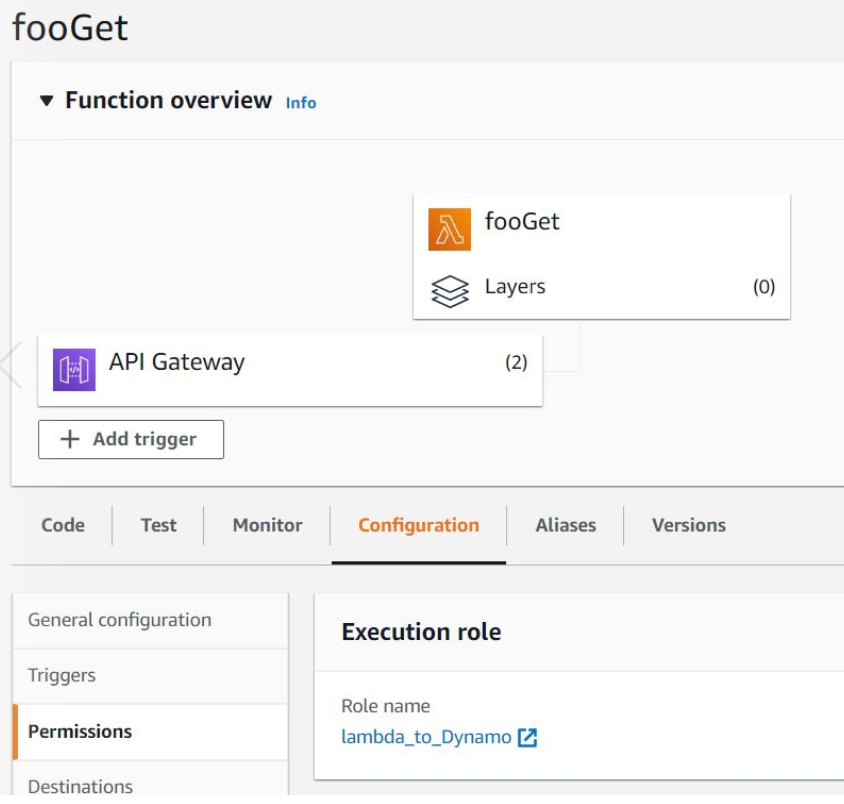 fooGet
Function overview Info
fooGet
Layers (0)
API Gateway (2)
Add trigger
Code Test Monitor Configuration Aliases Versions
General configuration
Triggers
Permissions
Destinations
Execution role
Role name
lambda_to_Dynamo